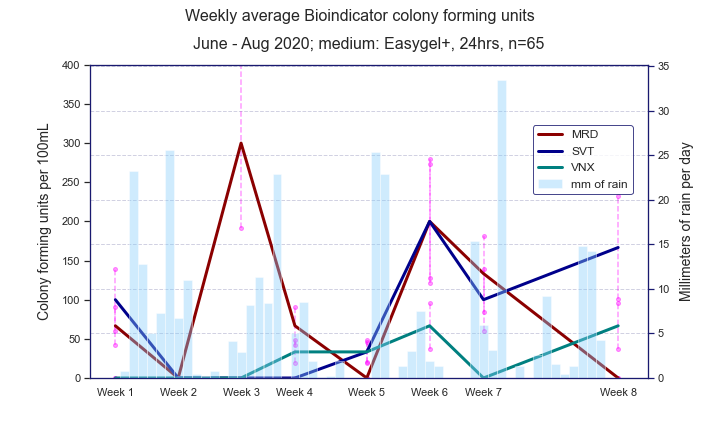 Weekly average Bioindicator colony forming units
June - Aug 2020; medium: Easygel+, 24hrs, n=65
400
350
300
250
200
150
100
50
0
Colony forming units per 100mL
35
30
25
20
15
10
5
0
Millimeters of rain per day
MRD
SVT
VNX
mm of rain
Week 1 Week 2 Week 3 Week 4 Week 5 Week 6 Week 7 Week 8